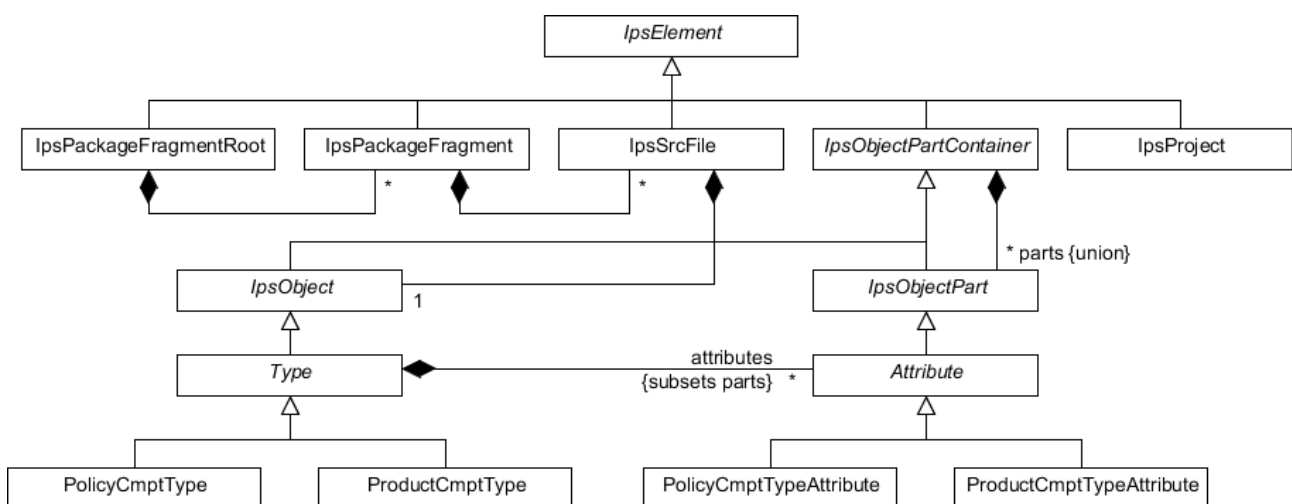 IpsElement
IpsPackageFragmentRoot
IpsPackageFragment
IpsSrcFile
IpsObjectPartContainer
IpsProject
*
*
* parts {union}
IpsObject
1
IpsObjectPart
attributes
Type
{subsets parts} *
Attribute
PolicyCmptType
ProductCmptType
PolicyCmptTypeAttribute
ProductCmptTypeAttribute